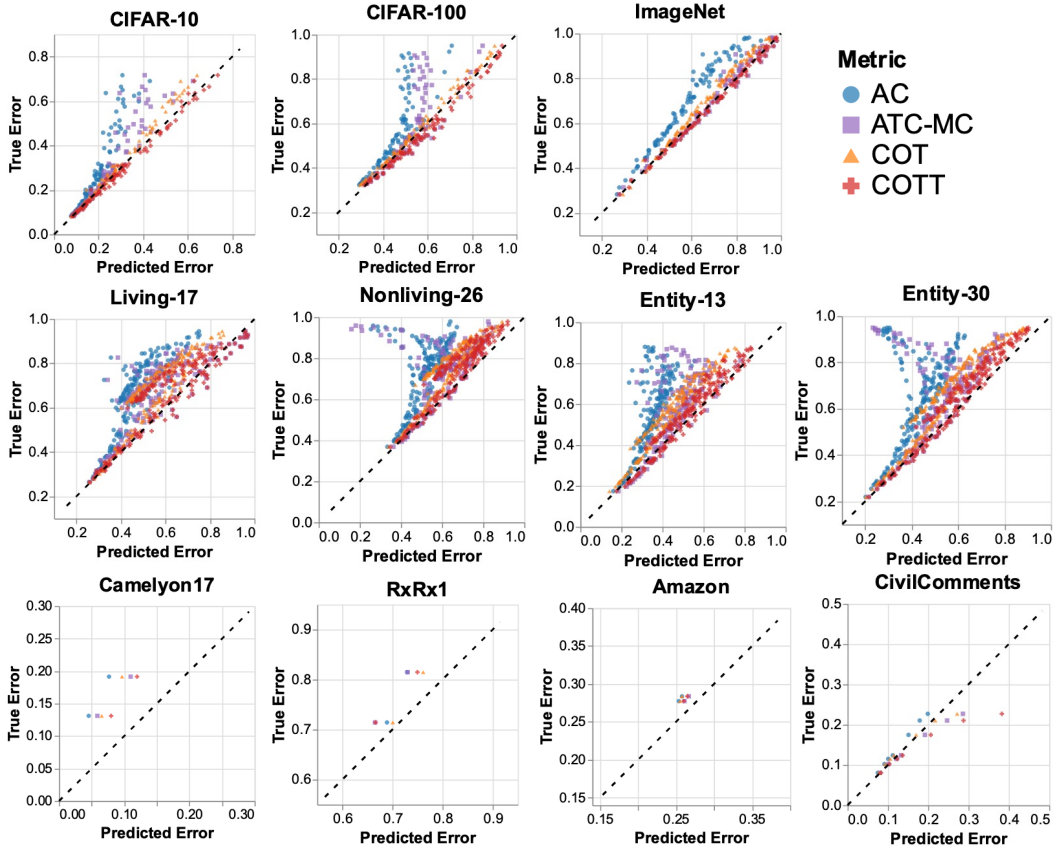 CIFAR-10
0.8
0.6
0.4
0.2
0.0
True Error
0.0 0.2 0.4 0.6 0.8
Predicted Error
CIFAR-100
1.0
0.8
0.6
0.4
0.2
True Error
0.2 0.4 0.6 0.8 1.0
Predicted Error
ImageNet
1.0
0.8
0.6
0.4
0.2
True Error
0.2 0.4 0.6 0.8 1.0
Predicted Error
Metric
AC
ATC-MC
COT
COTT
Living-17
1.0
0.8
0.6
0.4
0.2
True Error
0.2 0.4 0.6 0.8 1.0
Predicted Error
Nonliving-26
1.0
0.8
0.6
0.4
0.2
0.0
True Error
0.0 0.2 0.4 0.6 0.8 1.0
Predicted Error
Entity-13
1.0
0.8
0.6
0.4
0.2
0.0
True Error
0.0 0.2 0.4 0.6 0.8 1.0
Predicted Error
Entity-30
1.0
0.8
0.6
0.4
0.2
True Error
0.2 0.4 0.6 0.8 1.0
Predicted Error
Camelyon17
0.30
0.25
0.20
0.15
0.10
0.05
0.00
True Error
0.00 0.10 0.20 0.30
Predicted Error
RxRx1
0.9
0.8
0.7
0.6
True Error
0.6 0.7 0.8 0.9
Predicted Error
Amazon
0.40
0.35
0.30
0.25
0.20
0.15
True Error
0.15 0.25 0.35
Predicted Error
CivilComments
0.5
0.4
0.3
0.2
0.1
0.0
True Error
0.0 0.1 0.2 0.3 0.4 0.5
Predicted Error